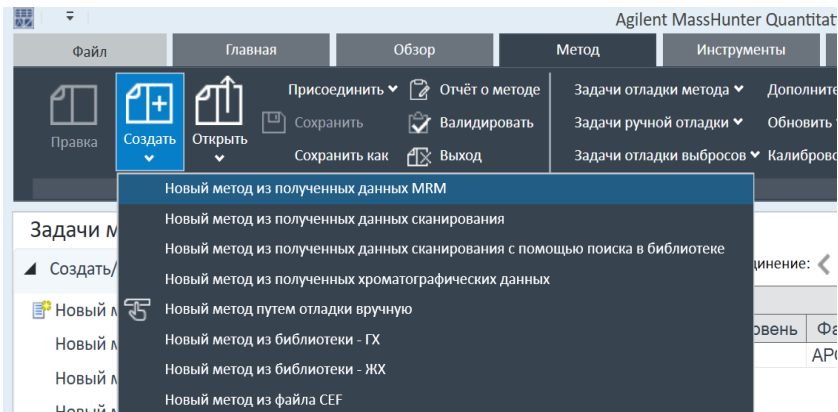 Agilent MassHunter Quantitat
Файл Главная Обзор Метод Инструменты
Присоединить Отчёт о методе Задачи отладки метода Дополните
Правка Создать Открыть Сохранить Валидировать Задачи ручной отладки Обновить
Сохранить как Выход Задачи отладки выбросов Калибровс
Новый метод из полученных данных MRM
Новый метод из полученных данных сканирования
Новый метод из полученных данных сканирования с помощью поиска в библиотеке
Новый метод из полученных хроматографических данных
Новый метод путем отладки вручную
Новый метод из библиотеки - ГХ
Новый метод из библиотеки - ЖХ
Новый метод из файла CEF
Задачи м
Создать/
Новый м
Новый м
Новый м
динение:
овень Фа